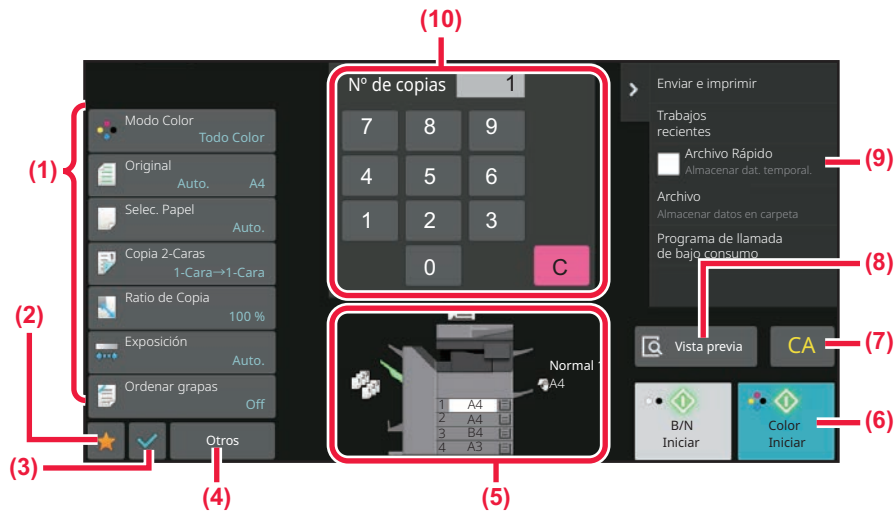 (10)
Nº de copias 1
7 8 9
4 5 6
1 2 3
0 C
(1)
Modo Color
Todo Color
Original
Auto. A4
Selec. Papel
Auto.
Copia 2-Caras
1-Cara→1-Cara
Ratio de Copia
100 %
Exposición
Auto.
Ordenar grapas
Off
(2)
(3)
Otros
(4)
Normal
A4
1 A4
2 A4
3 B4
4 A3
(5)
Enviar e imprimir
Trabajos
recientes
Archivo Rápido
Almacenar dat. temporal.
(9)
Archivo
Almacenar datos en carpeta
Programa de llamada
de bajo consumo
(8)
Vista previa
CA
(7)
B/N
Iniciar
Color
Iniciar
(6)